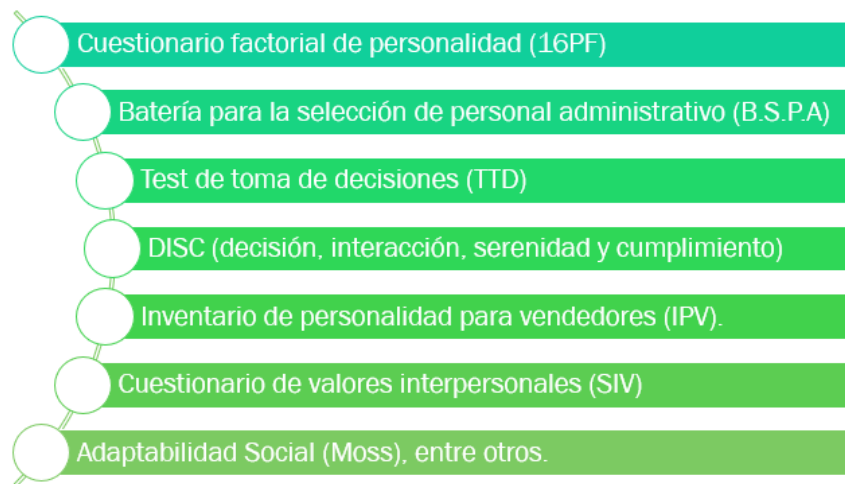 Cuestionario factorial de personalidad (16PF)
Batería para la selección de personal administrativo (B.S.P.A)
Test de toma de decisiones (TTD)
DISC (decisión, interacción, serenidad y cumplimiento)
Inventario de personalidad para vendedores (IPV).
Cuestionario de valores interpersonales (SIV)
Adaptabilidad Social (Moss), entre otros.